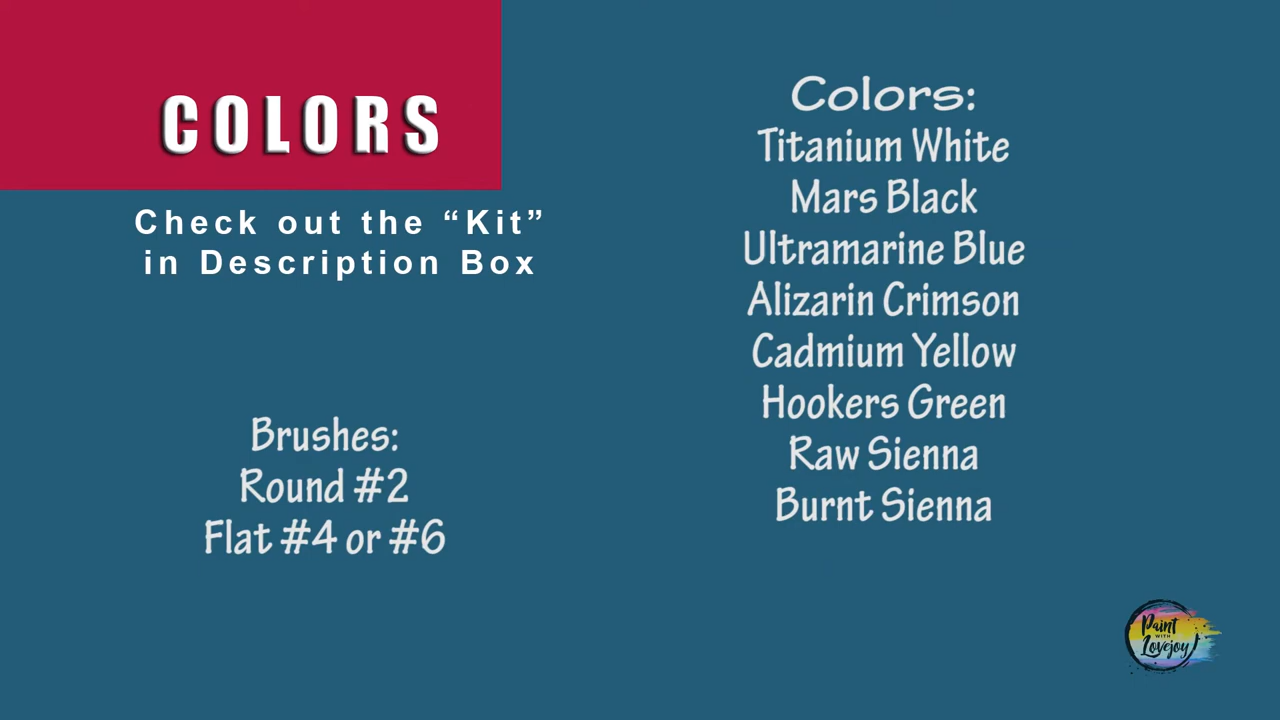 COLORS
Check out the “Kit”
in Description Box
Brushes:
Round #2
Flat #4 or #6
Colors:
Titanium White
Mars Black
Ultramarine Blue
Alizarin Crimson
Cadmium Yellow
Hookers Green
Raw Sienna
Burnt Sienna
Paint
WITH
Lovejoy